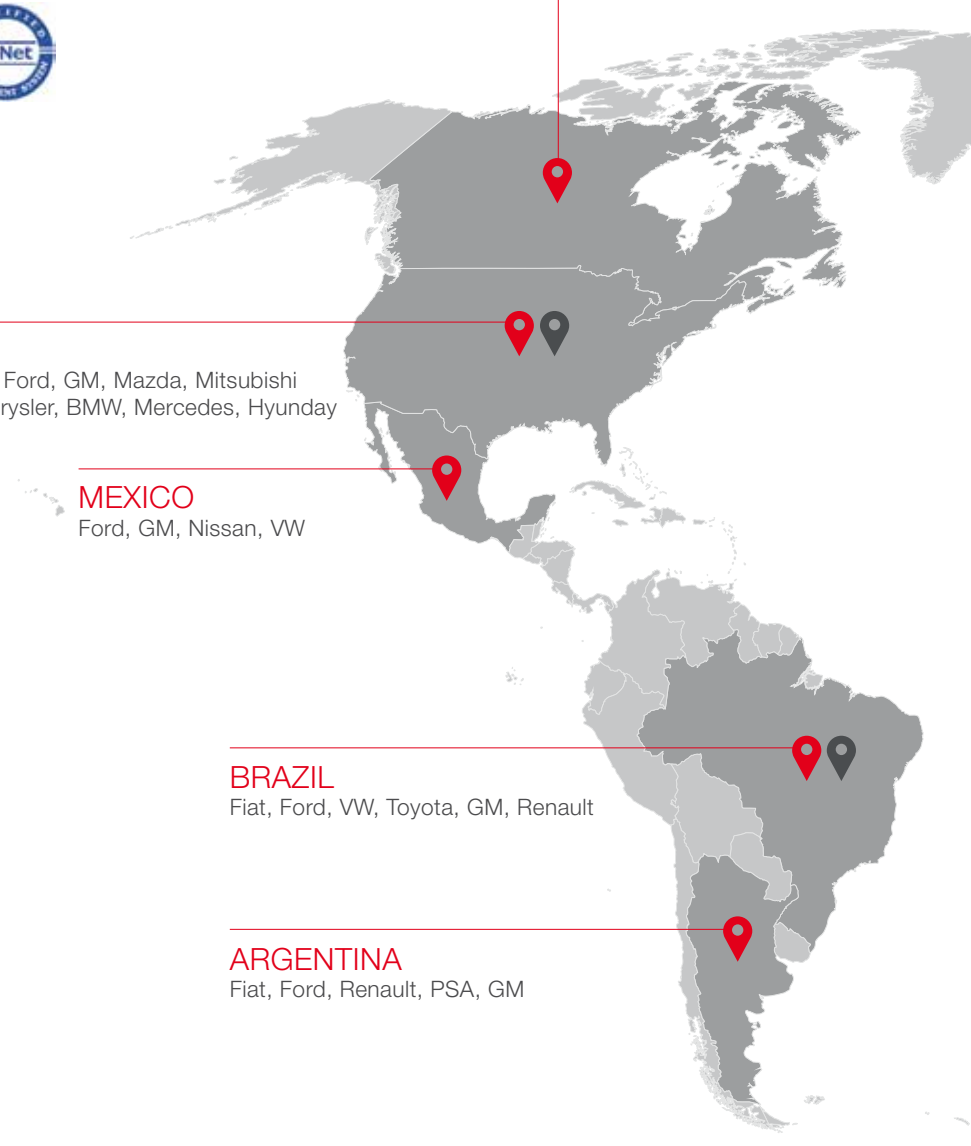 Net
Ford, GM, Mazda, Mitsubishi
BMW, Mercedes, Hyunday
MEXICO
Ford, GM, Nissan, VW
BRAZIL
Fiat, Ford, VW, Toyota, GM, Renault
ARGENTINA
Fiat, Ford, Renault, PSA, GM